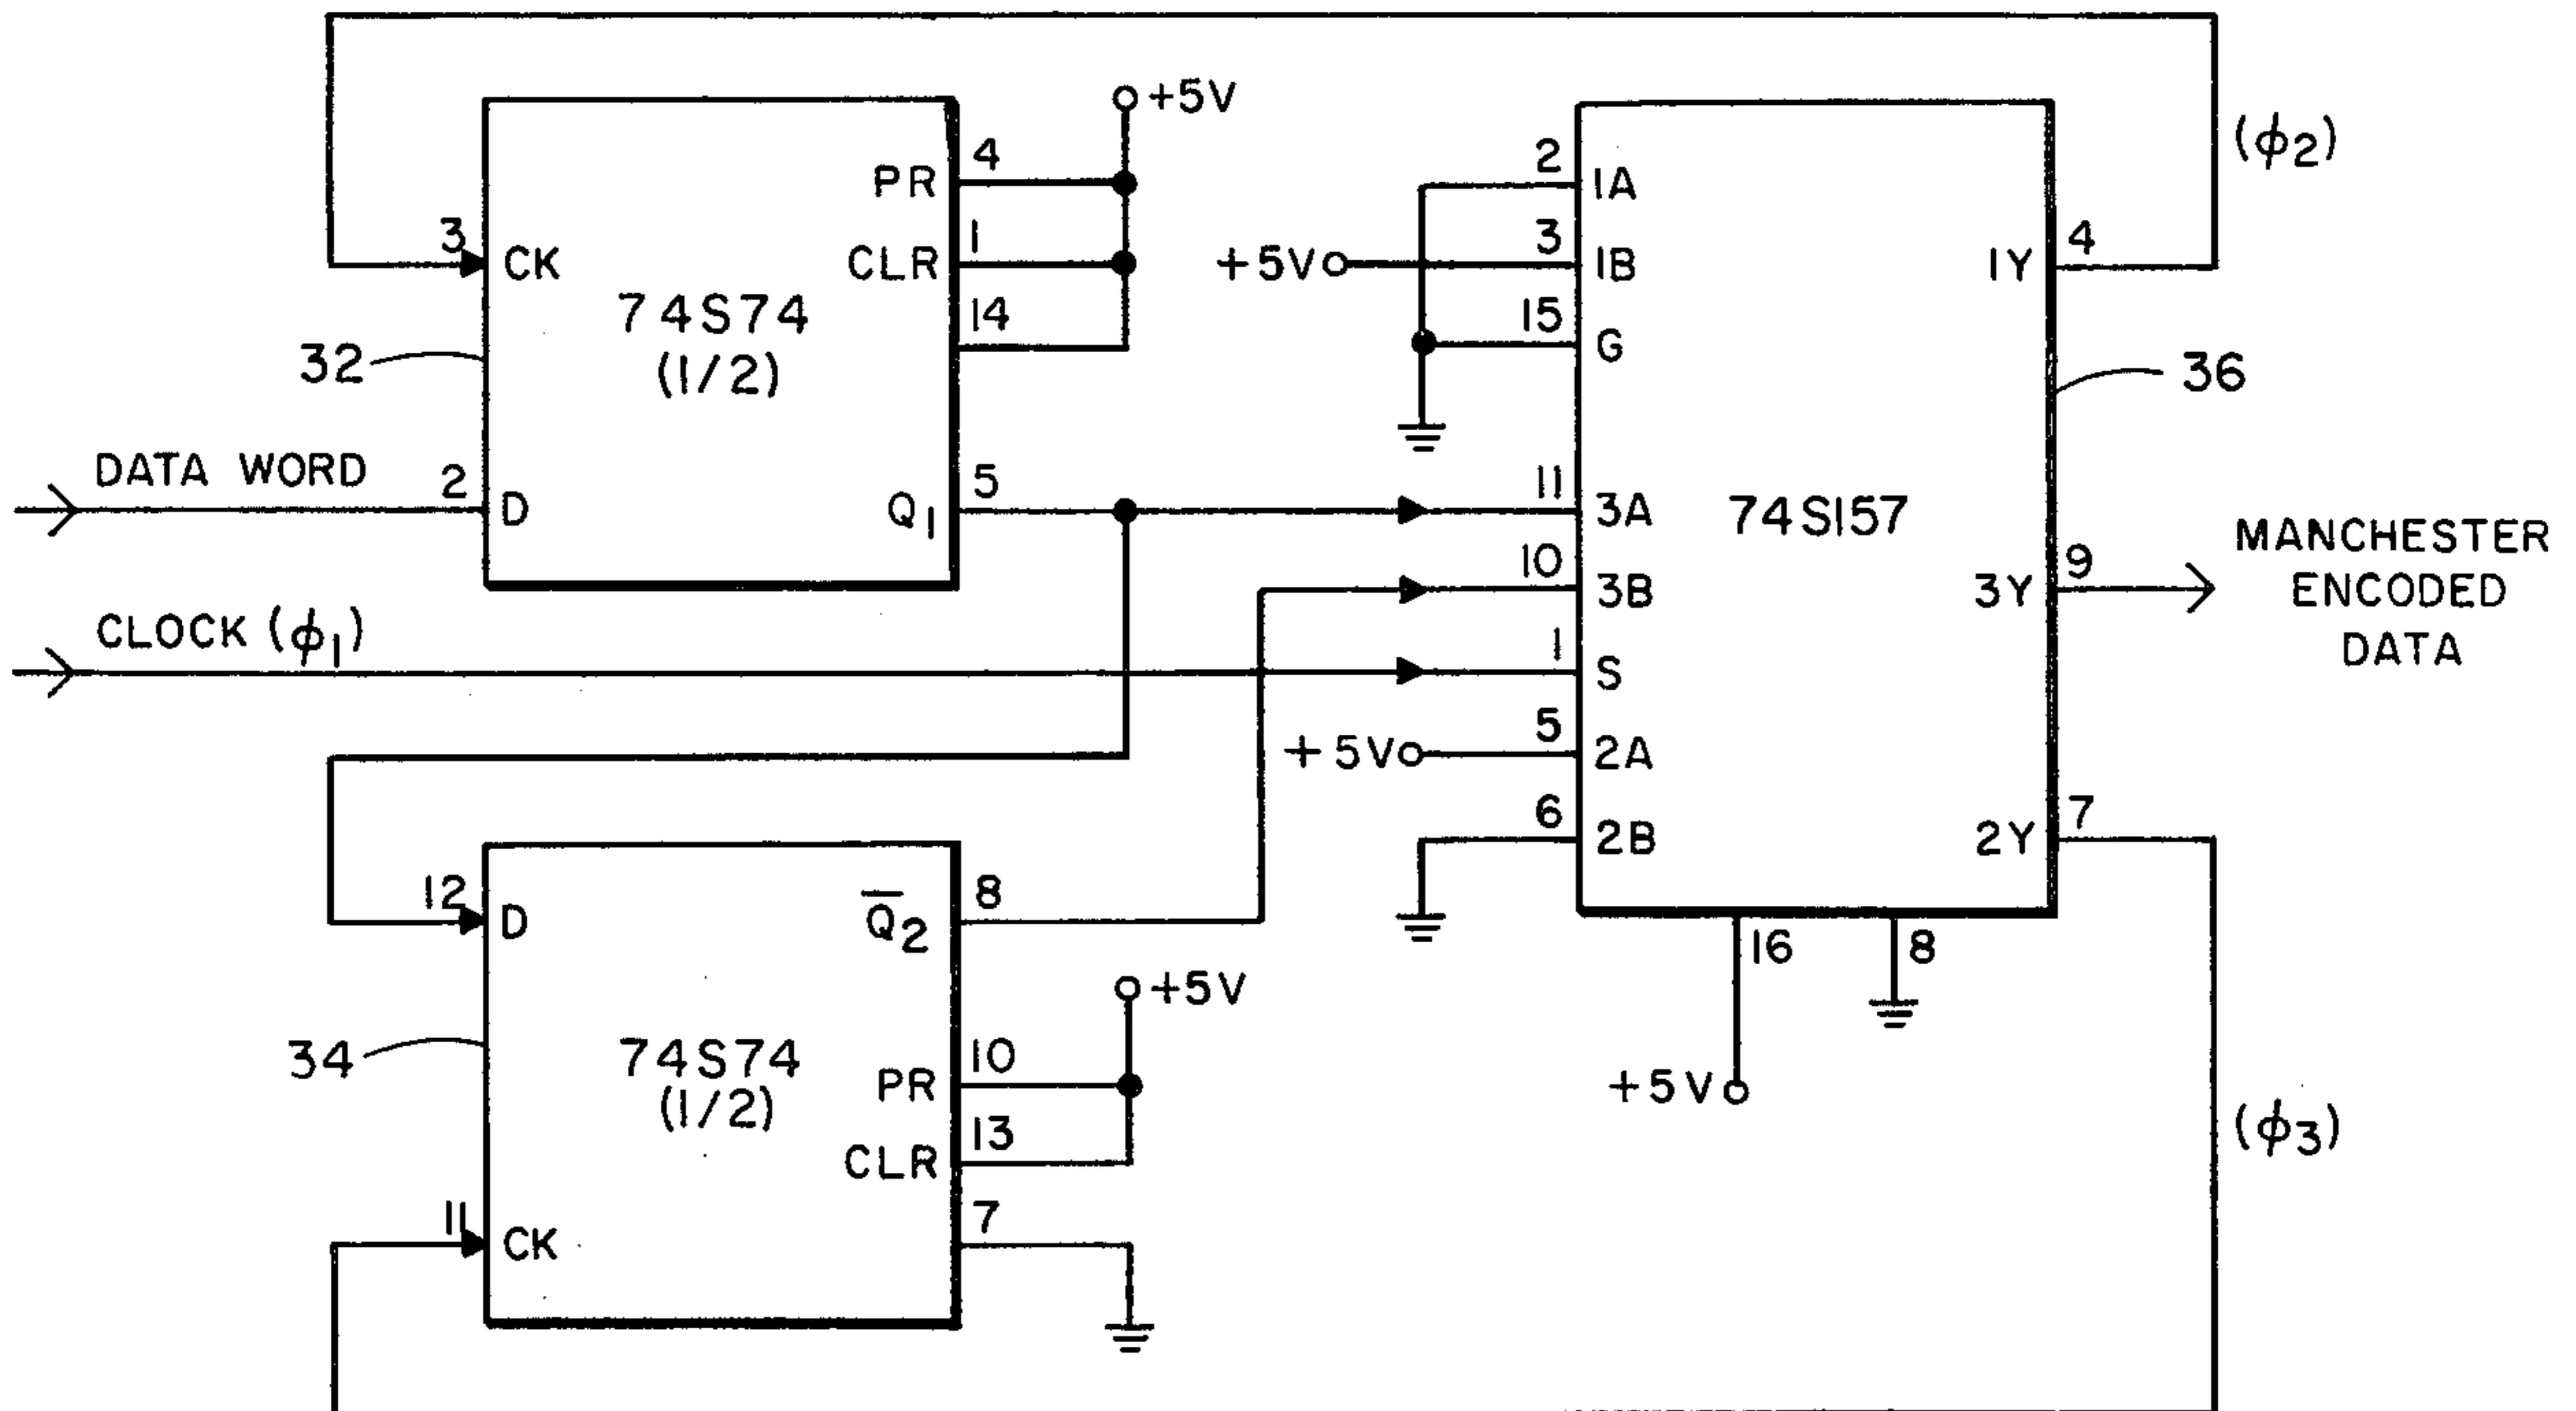 +5V
4
PR
1
CLR
14
3
CK
74S74
(1/2)
32
DATA WORD
2
D
Q1
5
CLOCK (ϕ1)
12
D
Q̅2
8
+5V
34
74S74
(1/2)
10
PR
13
CLR
11
CK
7
2
1A
+5V
3
1B
15
G
11
3A
74S157
10
3B
1
S
+5V
5
2A
6
2B
16
8
+5V
1Y
4
(ϕ2)
36
3Y
9
MANCHESTER
ENCODED
DATA
2Y
7
(ϕ3)